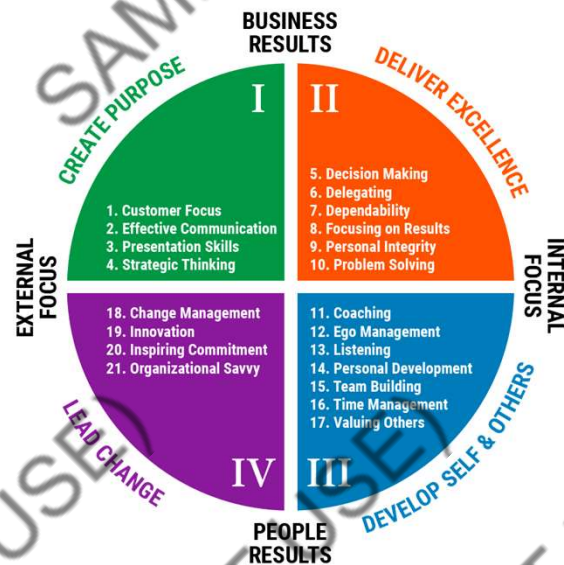 BUSINESS
RESULTS
CREATE PURPOSE
DELIVER EXCELLENCE
I
II
1. Customer Focus
2. Effective Communication
3. Presentation Skills
4. Strategic Thinking
5. Decision Making
6. Delegating
7. Dependability
8. Focusing on Results
9. Personal Integrity
10. Problem Solving
EXTERNAL
FOCUS
INTERNAL
FOCUS
18. Change Management
19. Innovation
20. Inspiring Commitment
21. Organizational Savvy
11. Coaching
12. Ego Management
13. Listening
14. Personal Development
15. Team Building
16. Time Management
17. Valuing Others
IV
III
LEAD CHANGE
DEVELOP SELF & OTHERS
PEOPLE
RESULTS
USE)
USE)